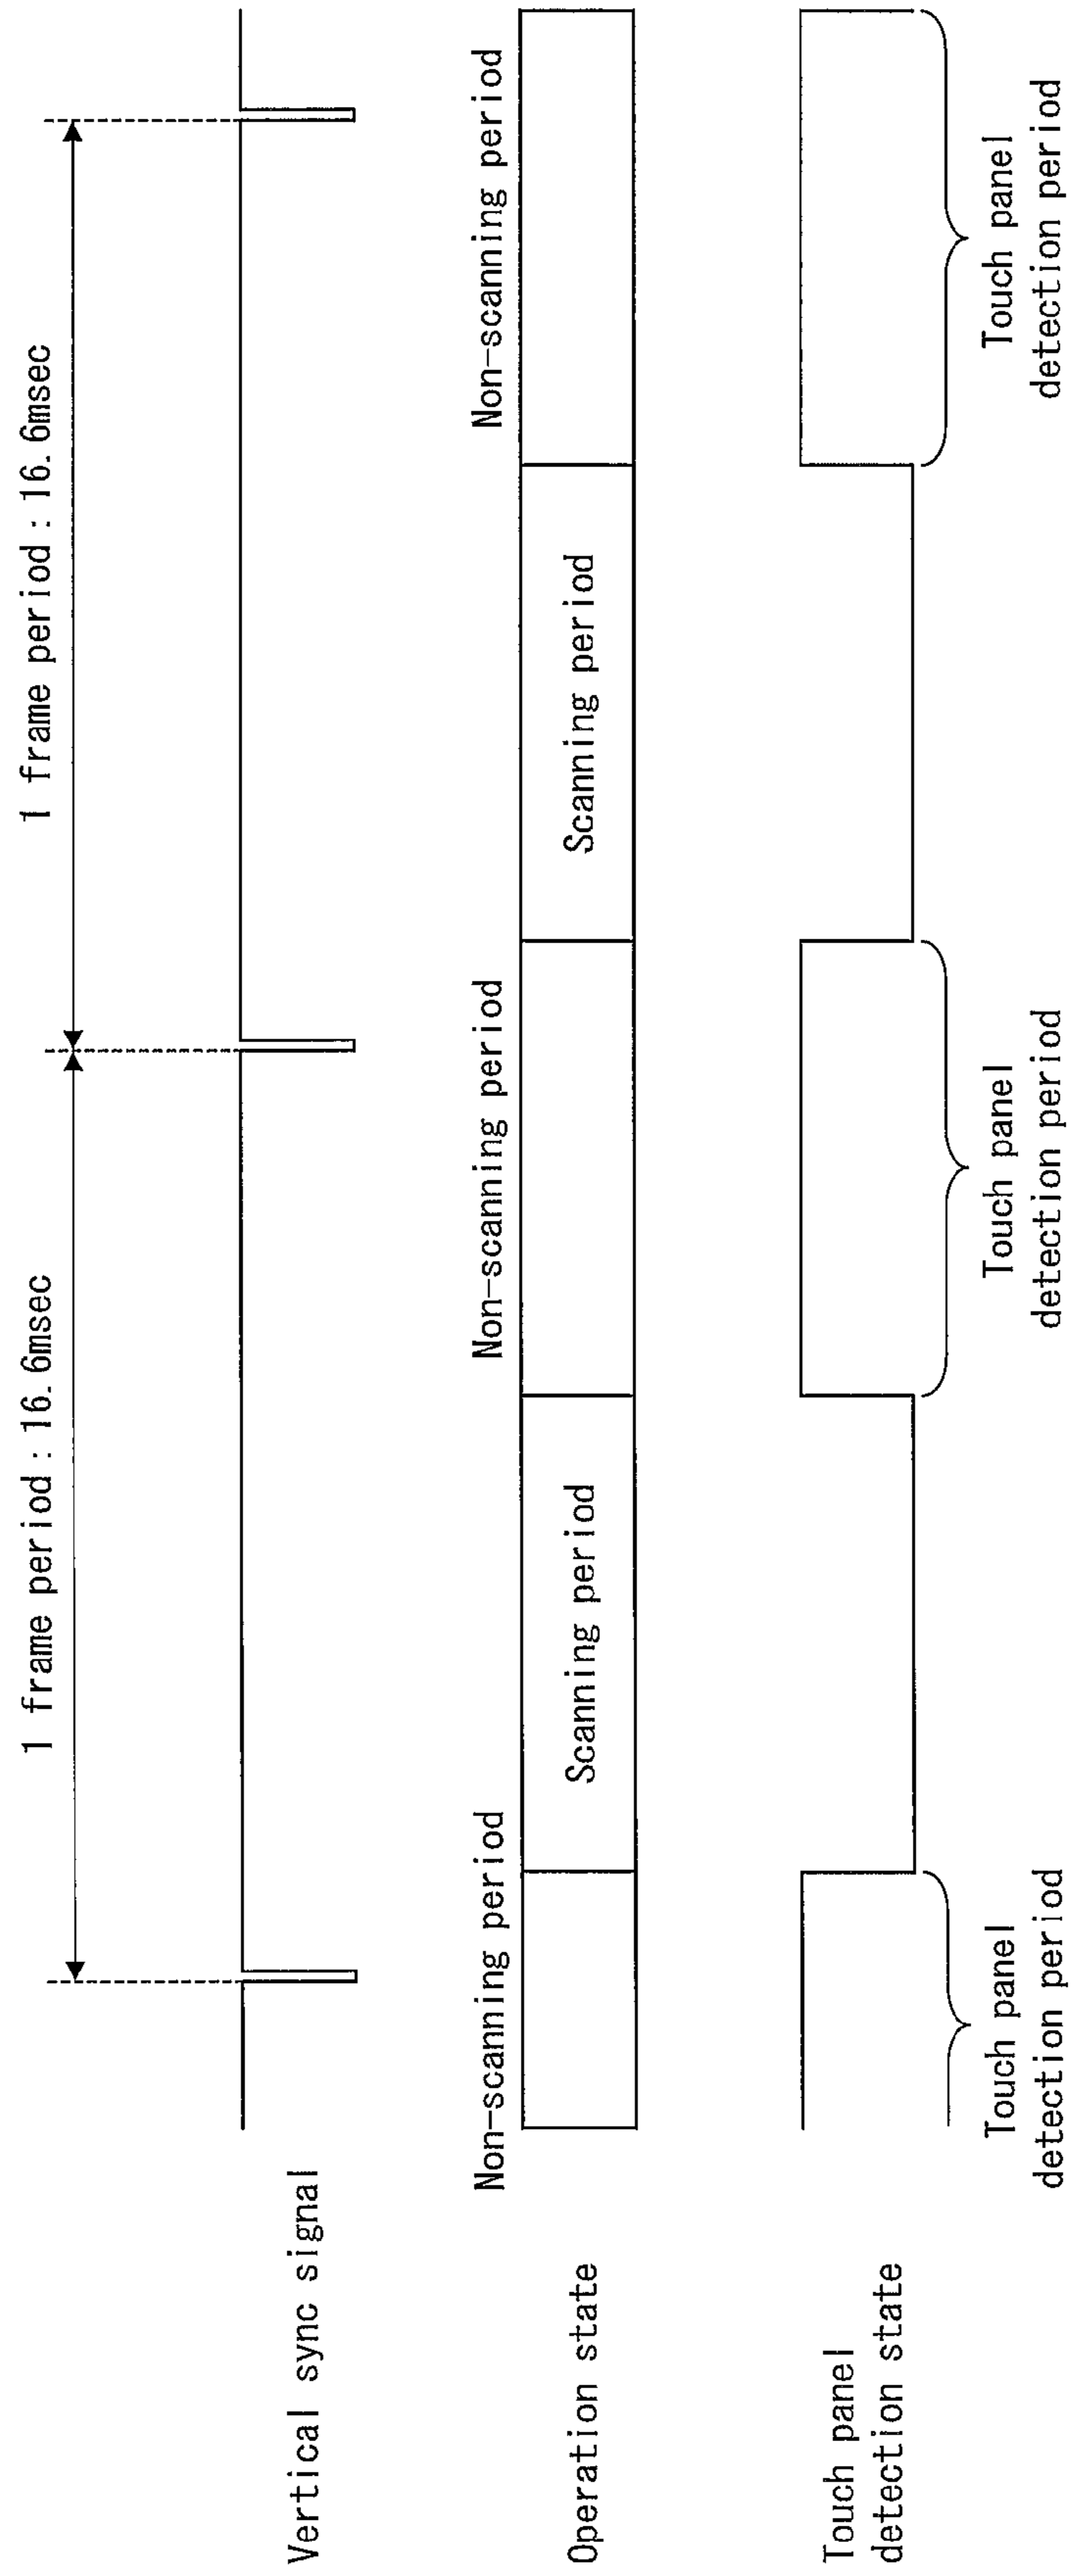 1 frame period : 16.6msec
1 frame period : 16.6msec
Vertical sync signal
Non-scanning period
Non-scanning period
Non-scanning period
Operation state
Scanning period
Scanning period
Touch panel
detection state
Touch panel
detection period
Touch panel
detection period
Touch panel
detection period